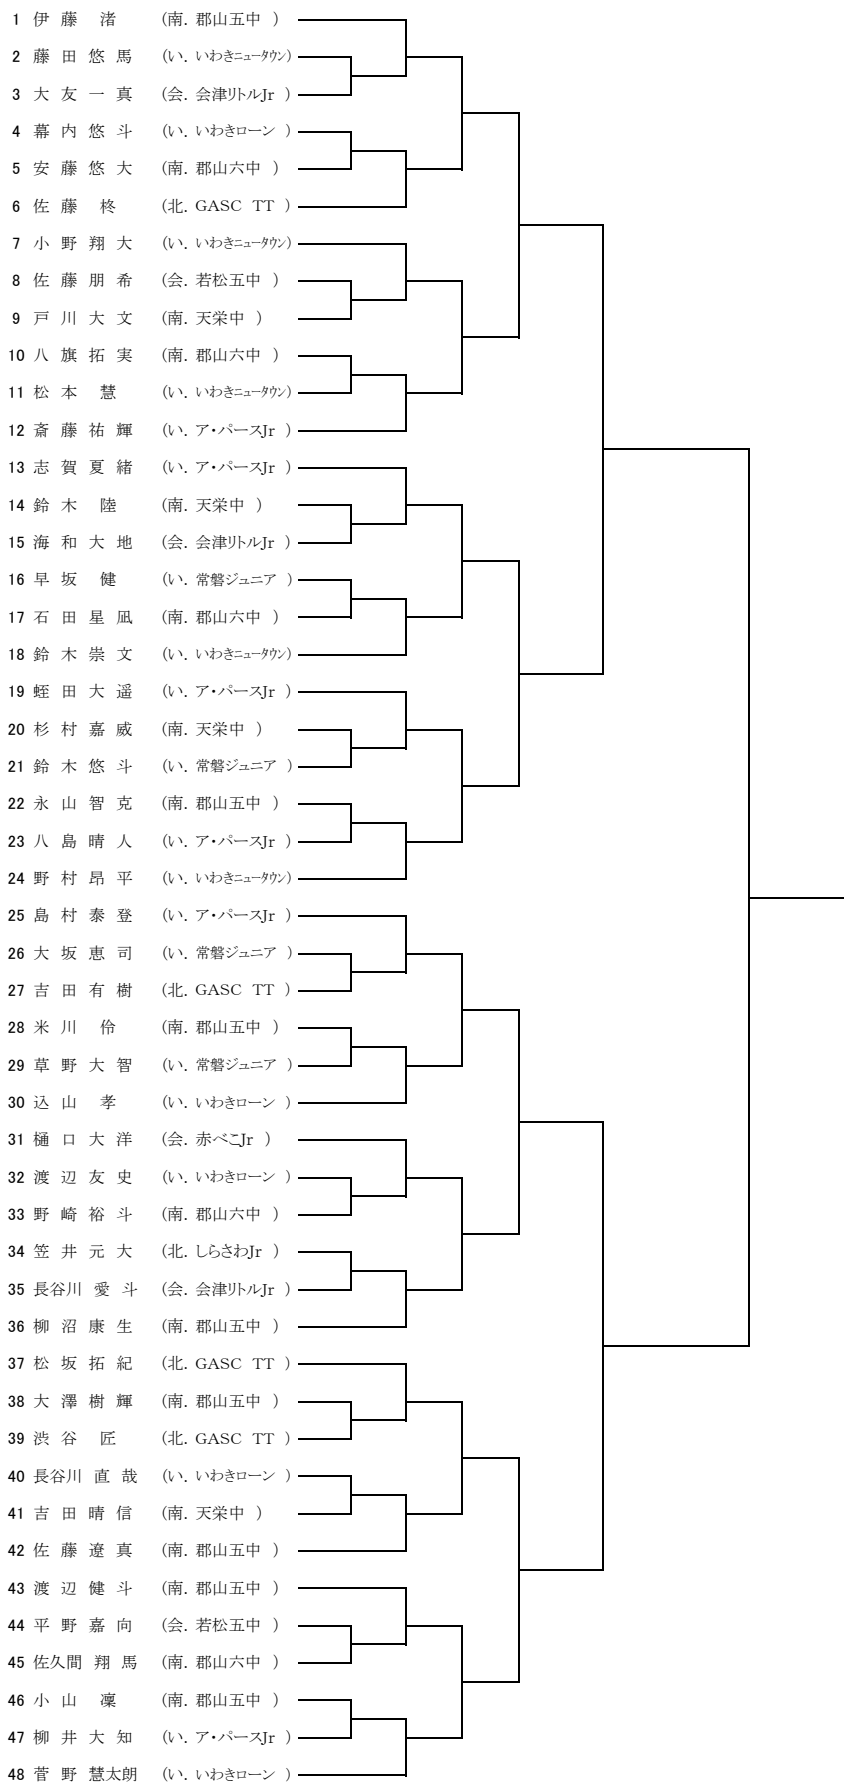 1 伊藤 渚 (南. 郡山五中 )
2 藤田悠馬 (い. いわきニュータウン)
3 大友一真 (会. 会津リトルJr )
4 幕内悠斗 (い. いわきローン )
5 安藤悠大 (南. 郡山六中 )
6 佐藤 柊 (北. GASC TT )
7 小野翔大 (い. いわきニュータウン)
8 佐藤朋希 (会. 若松五中 )
9 戸川大文 (南. 天栄中 )
10 八旗拓実 (南. 郡山六中 )
11 松本 慧 (い. いわきニュータウン)
12 斎藤祐輝 (い. ア・パースJr )
13 志賀夏緒 (い. ア・パースJr )
14 鈴木 陸 (南. 天栄中 )
15 海和大地 (会. 会津リトルJr )
16 早坂 健 (い. 常磐ジュニア )
17 石田星凪 (南. 郡山六中 )
18 鈴木崇文 (い. いわきニュータウン)
19 蛭田大遥 (い. ア・パースJr )
20 杉村嘉威 (南. 天栄中 )
21 鈴木悠斗 (い. 常磐ジュニア )
22 永山智克 (南. 郡山五中 )
23 八島晴人 (い. ア・パースJr )
24 野村昂平 (い. いわきニュータウン)
25 島村泰登 (い. ア・パースJr )
26 大坂恵司 (い. 常磐ジュニア )
27 吉田有樹 (北. GASC TT )
28 米川 伶 (南. 郡山五中 )
29 草野大智 (い. 常磐ジュニア )
30 込山 孝 (い. いわきローン )
31 樋口大洋 (会. 赤べこJr )
32 渡辺友史 (い. いわきローン )
33 野崎裕斗 (南. 郡山六中 )
34 笠井元大 (北. しらさわJr )
35 長谷川愛斗 (会. 会津リトルJr )
36 柳沼康生 (南. 郡山五中 )
37 松坂拓紀 (北. GASC TT )
38 大澤樹輝 (南. 郡山五中 )
39 渋谷 匠 (北. GASC TT )
40 長谷川直哉 (い. いわきローン )
41 吉田晴信 (南. 天栄中 )
42 佐藤遼真 (南. 郡山五中 )
43 渡辺健斗 (南. 郡山五中 )
44 平野嘉向 (会. 若松五中 )
45 佐久間翔馬 (南. 郡山六中 )
46 小山 凜 (南. 郡山五中 )
47 柳井大知 (い. ア・パースJr )
48 菅野慧太朗 (い. いわきローン )